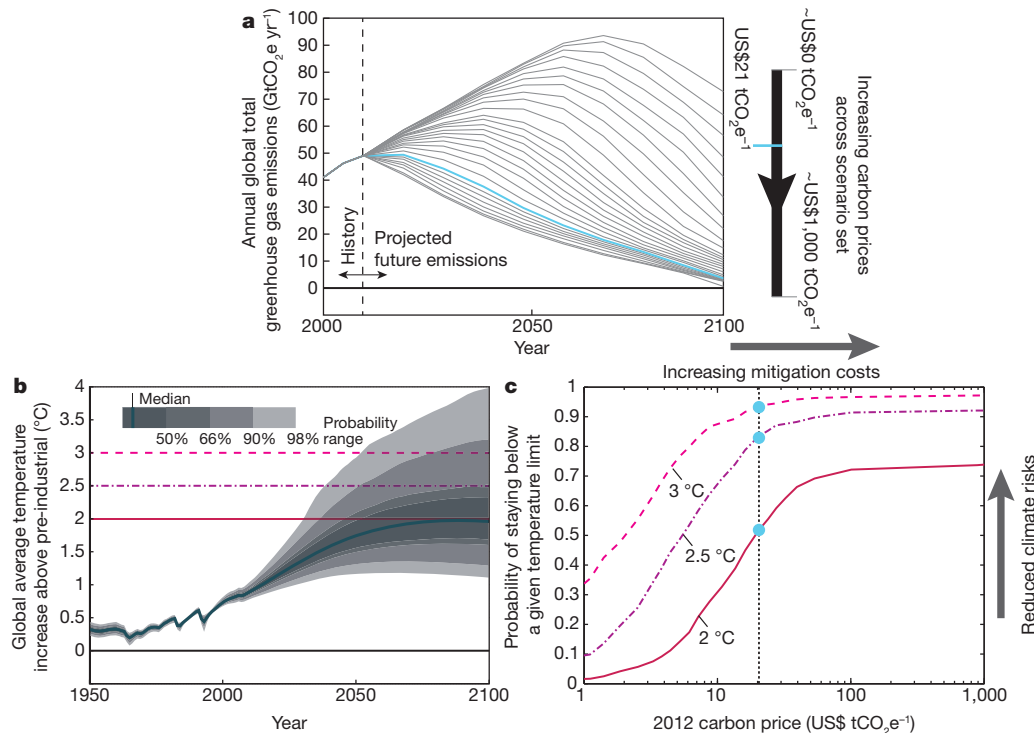 a
Annual global total
greenhouse gas emissions (GtCO₂e yr⁻¹)
100
90
80
70
60
50
40
30
20
10
0
History
Projected
future emissions
2000
2050
2100
Year
US$21 tCO₂e⁻¹
~US$0 tCO₂e⁻¹
~US$1,000 tCO₂e⁻¹
Increasing carbon prices
across scenario set
Increasing mitigation costs
b
Global average temperature
increase above pre-industrial (°C)
4
3
2.5
2
1
0.5
0
Median
50% 66% 90% 98%
Probability
range
1950
2000
2050
2100
Year
c
Probability of staying below
a given temperature limit
1
0.9
0.8
0.7
0.6
0.5
0.4
0.3
0.2
0.1
0
3 °C
2.5 °C
2 °C
1
10
100
1,000
2012 carbon price (US$ tCO₂e⁻¹)
Reduced climate risks